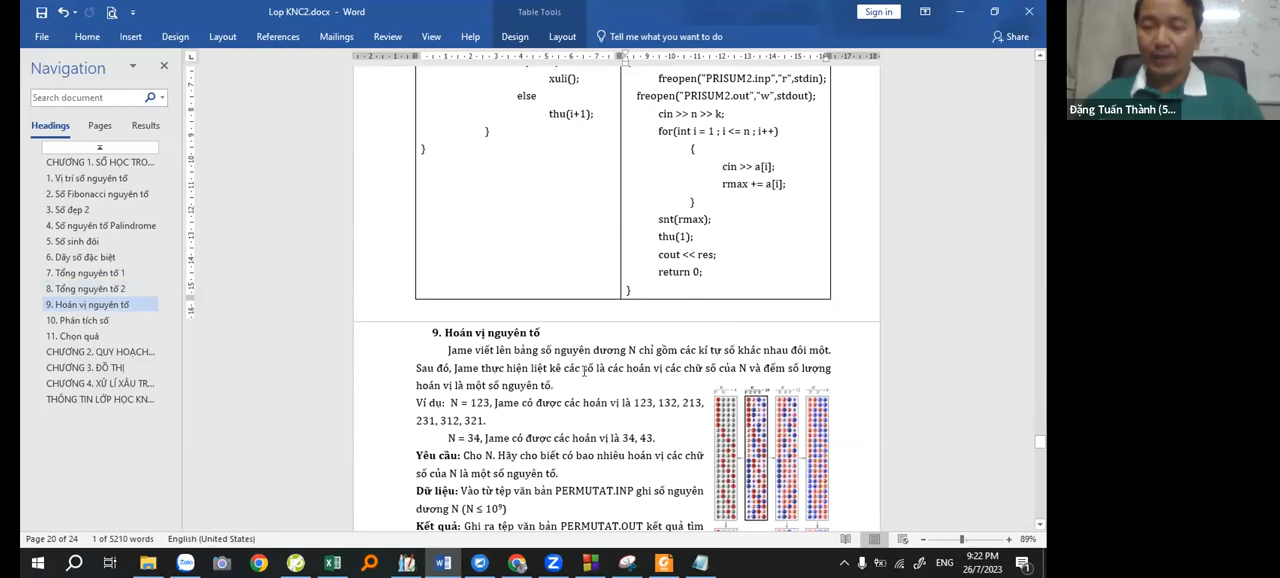 Lop KNC2.docx - Word
Table Tools
Sign in
File Home Insert Design Layout References Mailings Review View Help Design Layout Tell me what you want to do Share
Navigation
Search document
Headings Pages Results
CHƯƠNG 1. SỐ HỌC TRO...
1. Vị trí số nguyên tố
2. Số Fibonacci nguyên tố
3. Số đẹp 2
4. Số nguyên tố Palindrome
5. Số sinh đôi
6. Dãy số đặc biệt
7. Tổng nguyên tố 1
8. Tổng nguyên tố 2
9. Hoán vị nguyên tố
10. Phân tích số
11. Chọn quà
CHƯƠNG 2. QUY HOẠCH...
CHƯƠNG 3. ĐỒ THỊ
CHƯƠNG 4. XỬ LÍ XÂU TR...
THÔNG TIN LỚP HỌC KN...
xuli();
else
thu(i+1);
}
}
freopen("PRISUM2.inp","r",stdin);
freopen("PRISUM2.out","w",stdout);
cin >> n >> k;
for(int i = 1 ; i <= n ; i++)
{
cin >> a[i];
rmax += a[i];
}
snt(rmax);
thu(1);
cout << res;
return 0;
}
9. Hoán vị nguyên tố
Jame viết lên bảng số nguyên dương N chỉ gồm các kí tự số khác nhau đôi một.
Sau đó, Jame thực hiện liệt kê các số là các hoán vị các chữ số của N và đếm số lượng
hoán vị là một số nguyên tố.
Ví dụ: N = 123, Jame có được các hoán vị là 123, 132, 213,
231, 312, 321.
N = 34, Jame có được các hoán vị là 34, 43.
Yêu cầu: Cho N. Hãy cho biết có bao nhiêu hoán vị các chữ
số của N là một số nguyên tố.
Dữ liệu: Vào từ tệp văn bản PERMUTAT.INP ghi số nguyên
dương N (N ≤ 10⁹)
Kết quả: Ghi ra tệp văn bản PERMUTAT.OUT kết quả tìm
Đặng Tuấn Thành (5...
Page 20 of 24 1 of 5210 words English (United States) 89%
ENG
9:22 PM
26/7/2023